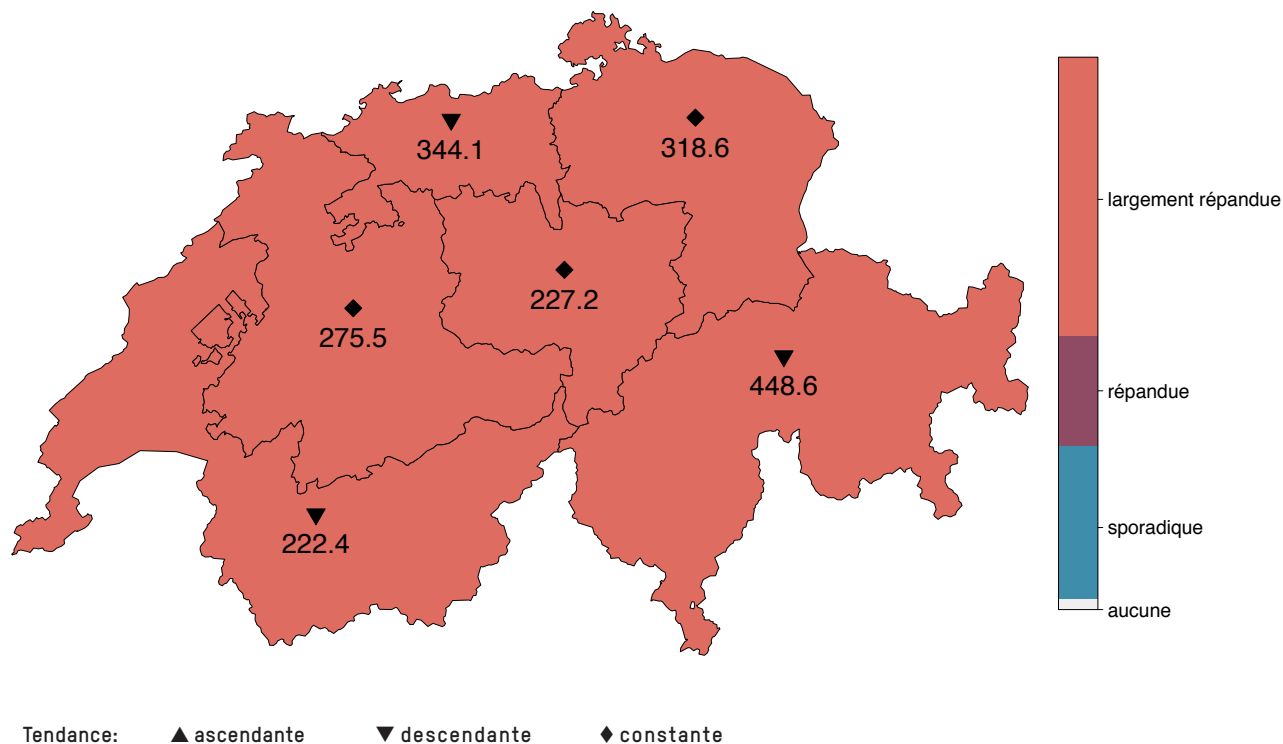 344.1
318.6
largement répandue
227.2
275.5
448.6
répandue
sporadique
222.4
aucune
Tendance: ▲ ascendante ▼ descendante ◆ constante